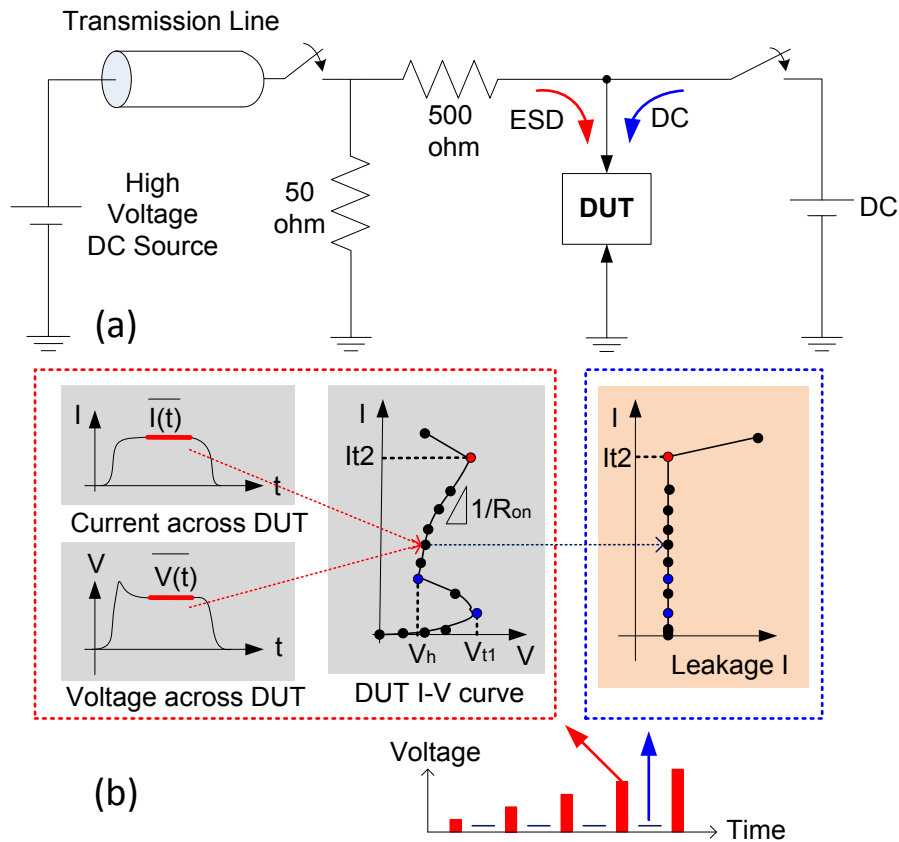 Transmission Line
500
ohm
ESD
DC
50
ohm
High
Voltage
DC Source
DUT
DC
(a)
I
I(t)
t
Current across DUT
V
V(t)
t
Voltage across DUT
I
It2
1/Ron
Vh
Vt1
V
DUT I-V curve
I
It2
Leakage I
(b)
Voltage
Time